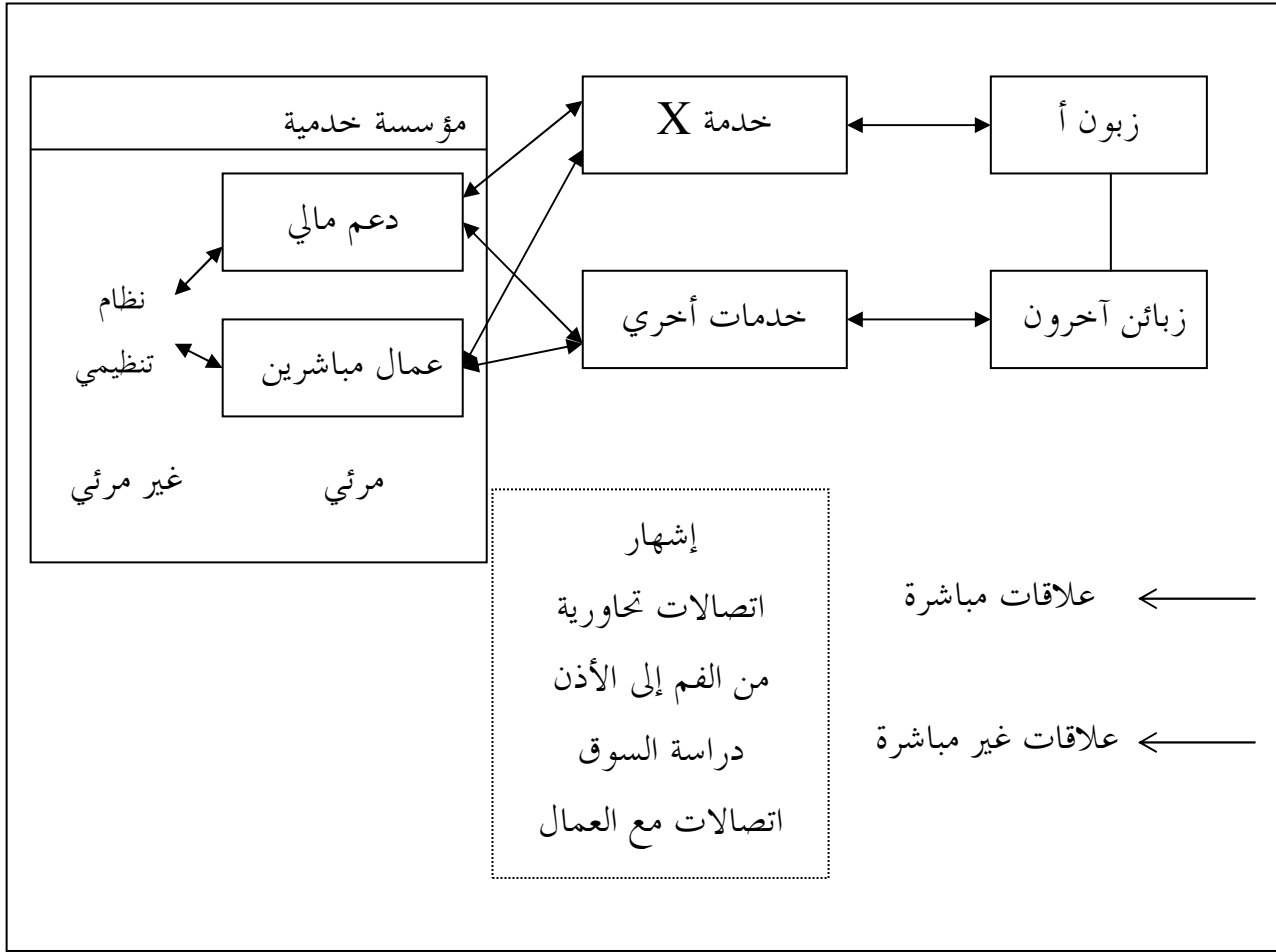 مؤسسة خدمية
خدمة X
زبون أ
دعم مالي
نظام
تنظيمي
عمال مباشرين
خدمات أخري
زبائن آخرون
مرئي
غير مرئي
إشهار
اتصالات تحاورية
من الفم إلى الأذن
دراسة السوق
اتصالات مع العمال
علاقات مباشرة
علاقات غير مباشرة